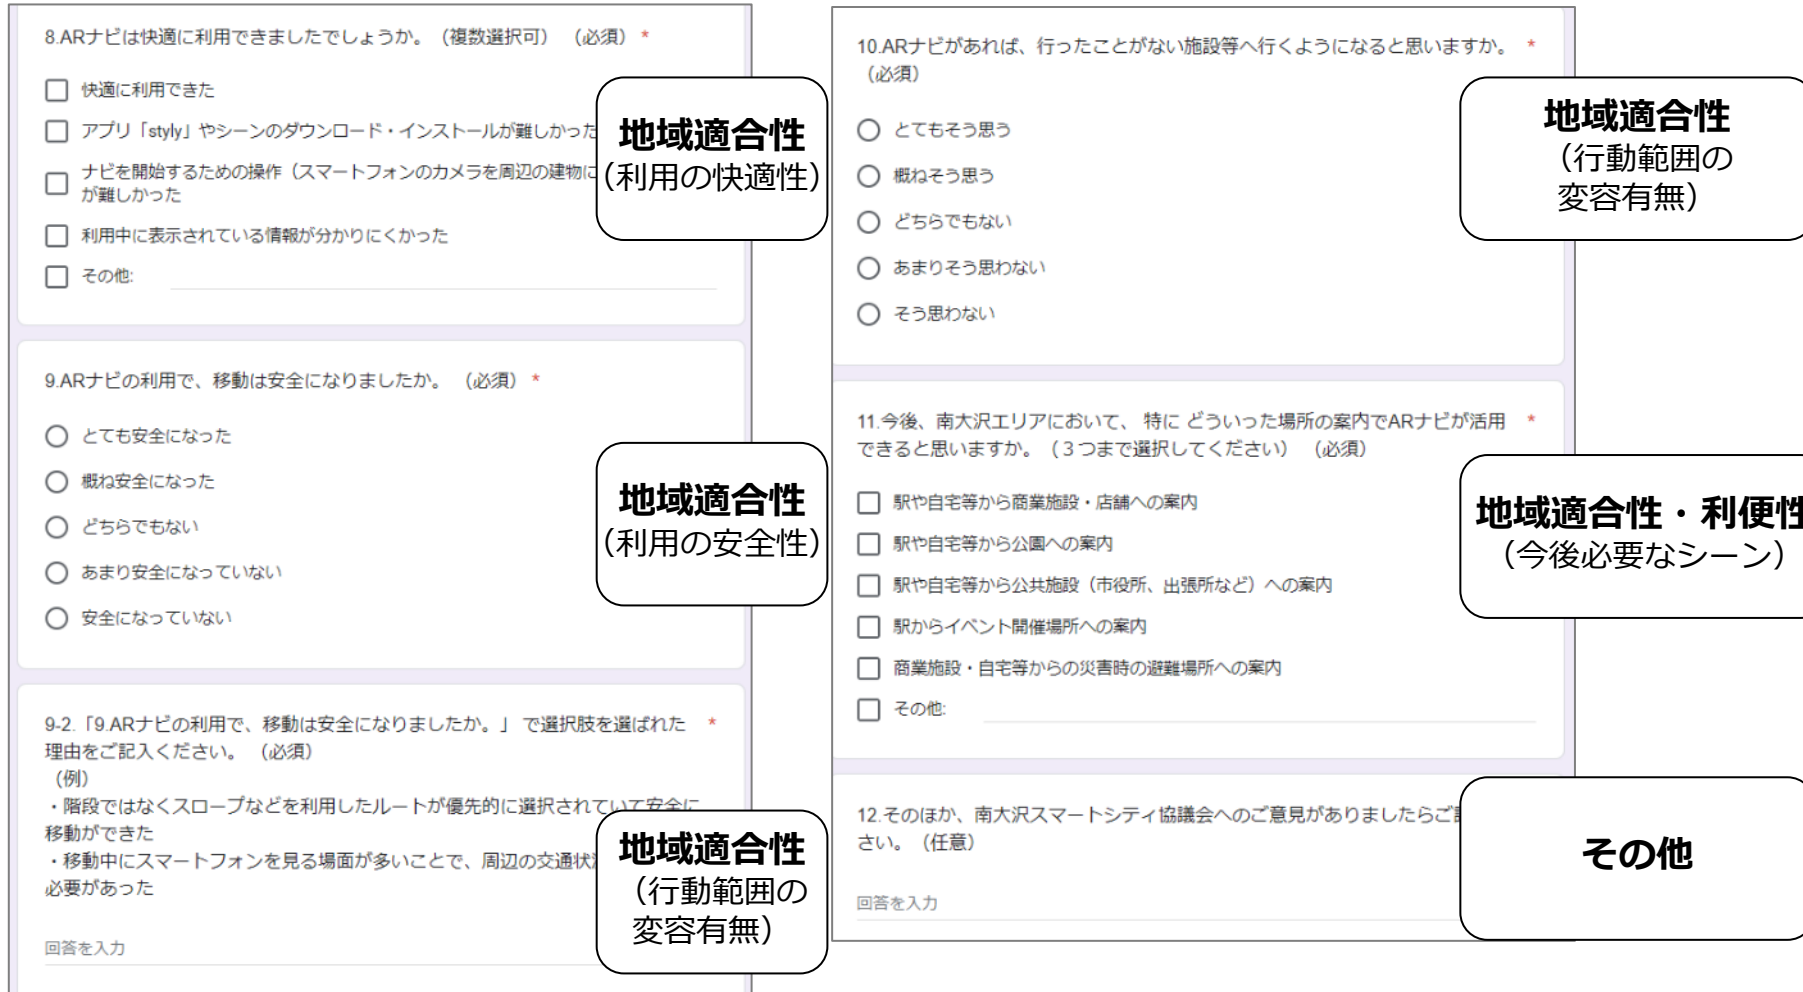 8.ARナビは快適に利用できましたでしょうか。（複数選択可）（必須）*
快適に利用できた
アプリ「styly」やシーンのダウンロード・インストールが難しかった
ナビを開始するための操作（スマートフォンのカメラを周辺の建物に
が難しかった
利用中に表示されている情報が分かりにくかった
その他:
地域適合性
（利用の快適性）
9.ARナビの利用で、移動は安全になりましたか。（必須）*
とても安全になった
概ね安全になった
どちらでもない
あまり安全になっていない
安全になっていない
地域適合性
（利用の安全性）
9-2.「9.ARナビの利用で、移動は安全になりましたか。」で選択肢を選ばれた *
理由をご記入ください。（必須）
（例）
・階段ではなくスロープなどを利用したルートが優先的に選択されていて安全に
移動ができた
・移動中にスマートフォンを見る場面が多いことで、周辺の交通状
必要があった
回答を入力
地域適合性
（行動範囲の
変容有無）
10.ARナビがあれば、行ったことがない施設等へ行くようになると思いますか。 *
（必須）
とてもそう思う
概ねそう思う
どちらでもない
あまりそう思わない
そう思わない
地域適合性
（行動範囲の
変容有無）
11.今後、南大沢エリアにおいて、 特に どういった場所の案内でARナビが活用 *
できると思いますか。（３つまで選択してください）（必須）
駅や自宅等から商業施設・店舗への案内
駅や自宅等から公園への案内
駅や自宅等から公共施設（市役所、出張所など）への案内
駅からイベント開催場所への案内
商業施設・自宅等からの災害時の避難場所への案内
その他:
地域適合性・利便性
（今後必要なシーン）
12.そのほか、南大沢スマートシティ協議会へのご意見がありましたらご
さい。（任意）
回答を入力
その他